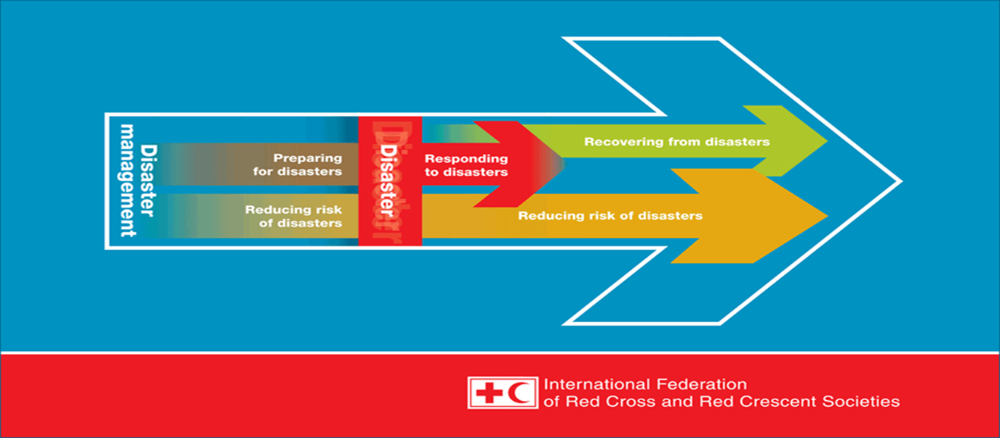 Disaster
management
Preparing
for disasters
Reducing risk
of disasters
Disaster
Responding
to disasters
Recovering from disasters
Reducing risk of disasters
International Federation
of Red Cross and Red Crescent Societies